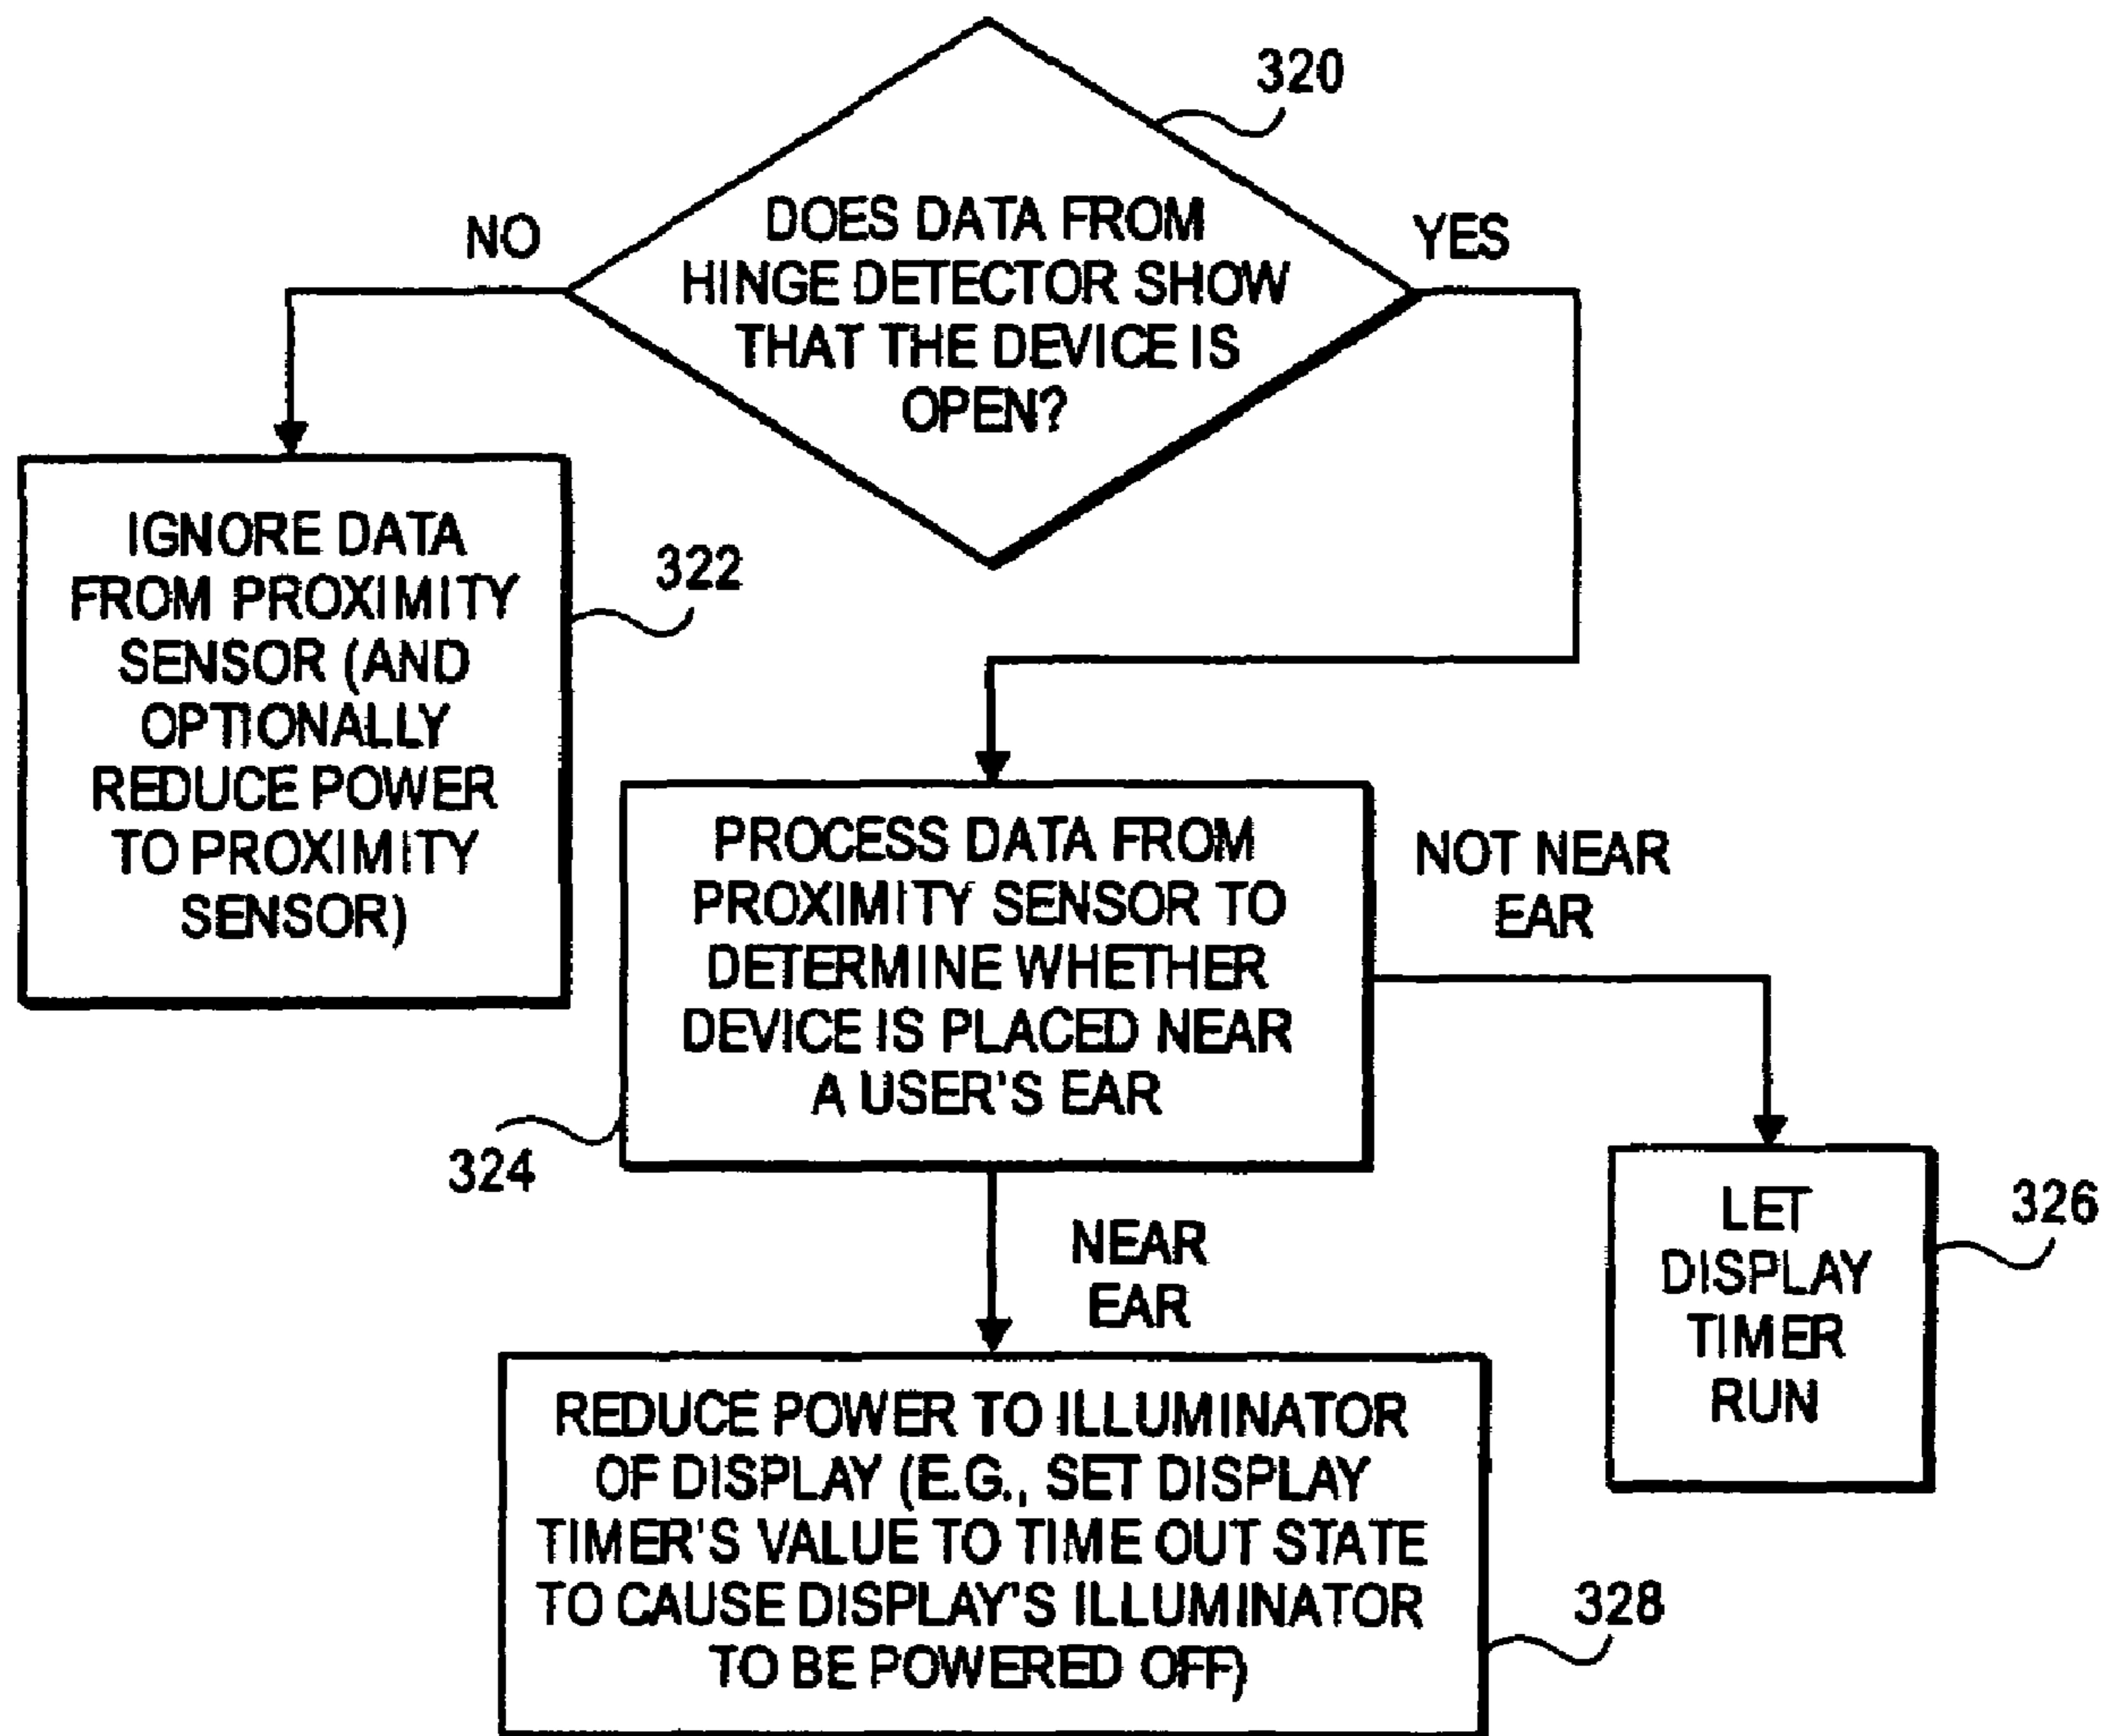 320
DOES DATA FROM
HINGE DETECTOR SHOW
THAT THE DEVICE IS
OPEN?
NO
YES
IGNORE DATA
FROM PROXIMITY
SENSOR (AND
OPTIONALLY
REDUCE POWER
TO PROXIMITY
SENSOR)
322
PROCESS DATA FROM
PROXIMITY SENSOR TO
DETERMINE WHETHER
DEVICE IS PLACED NEAR
A USER'S EAR
324
NOT NEAR
EAR
LET
DISPLAY
TIMER
RUN
326
NEAR
EAR
REDUCE POWER TO ILLUMINATOR
OF DISPLAY (E.G., SET DISPLAY
TIMER'S VALUE TO TIME OUT STATE
TO CAUSE DISPLAY'S ILLUMINATOR
TO BE POWERED OFF)
328